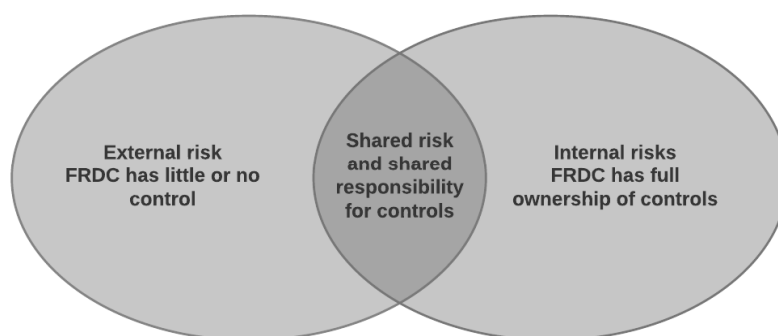 External risk
FRDC has little or no
control
Shared risk
and shared
responsibility
for controls
Internal risks
FRDC has full
ownership of controls